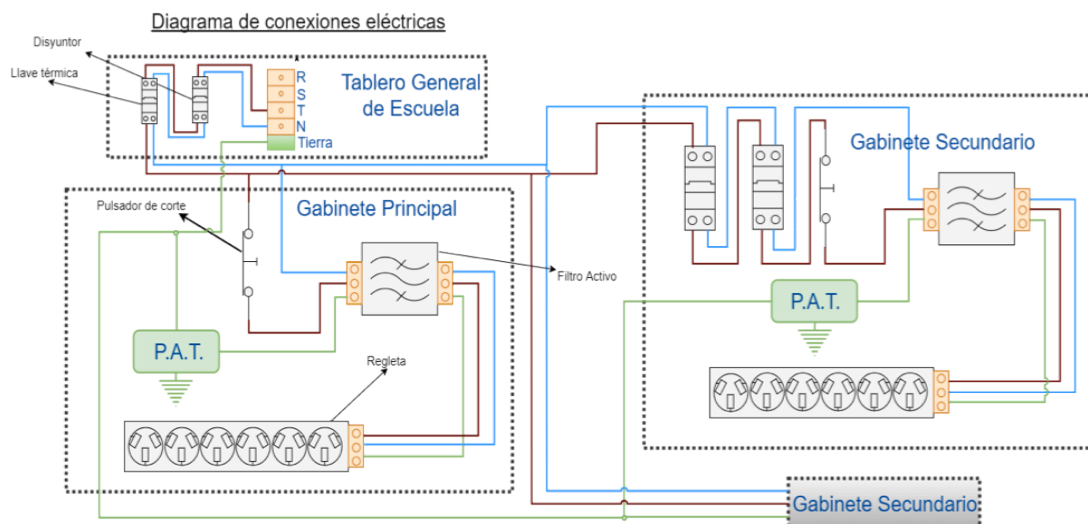 Diagrama de conexiones eléctricas
Disyuntor
Llave térmica
R
S
T
N
Tierra
Tablero General
de Escuela
Gabinete Secundario
Gabinete Principal
Pulsador de corte
Filtro Activo
P.A.T.
P.A.T.
Regleta
Gabinete Secundario